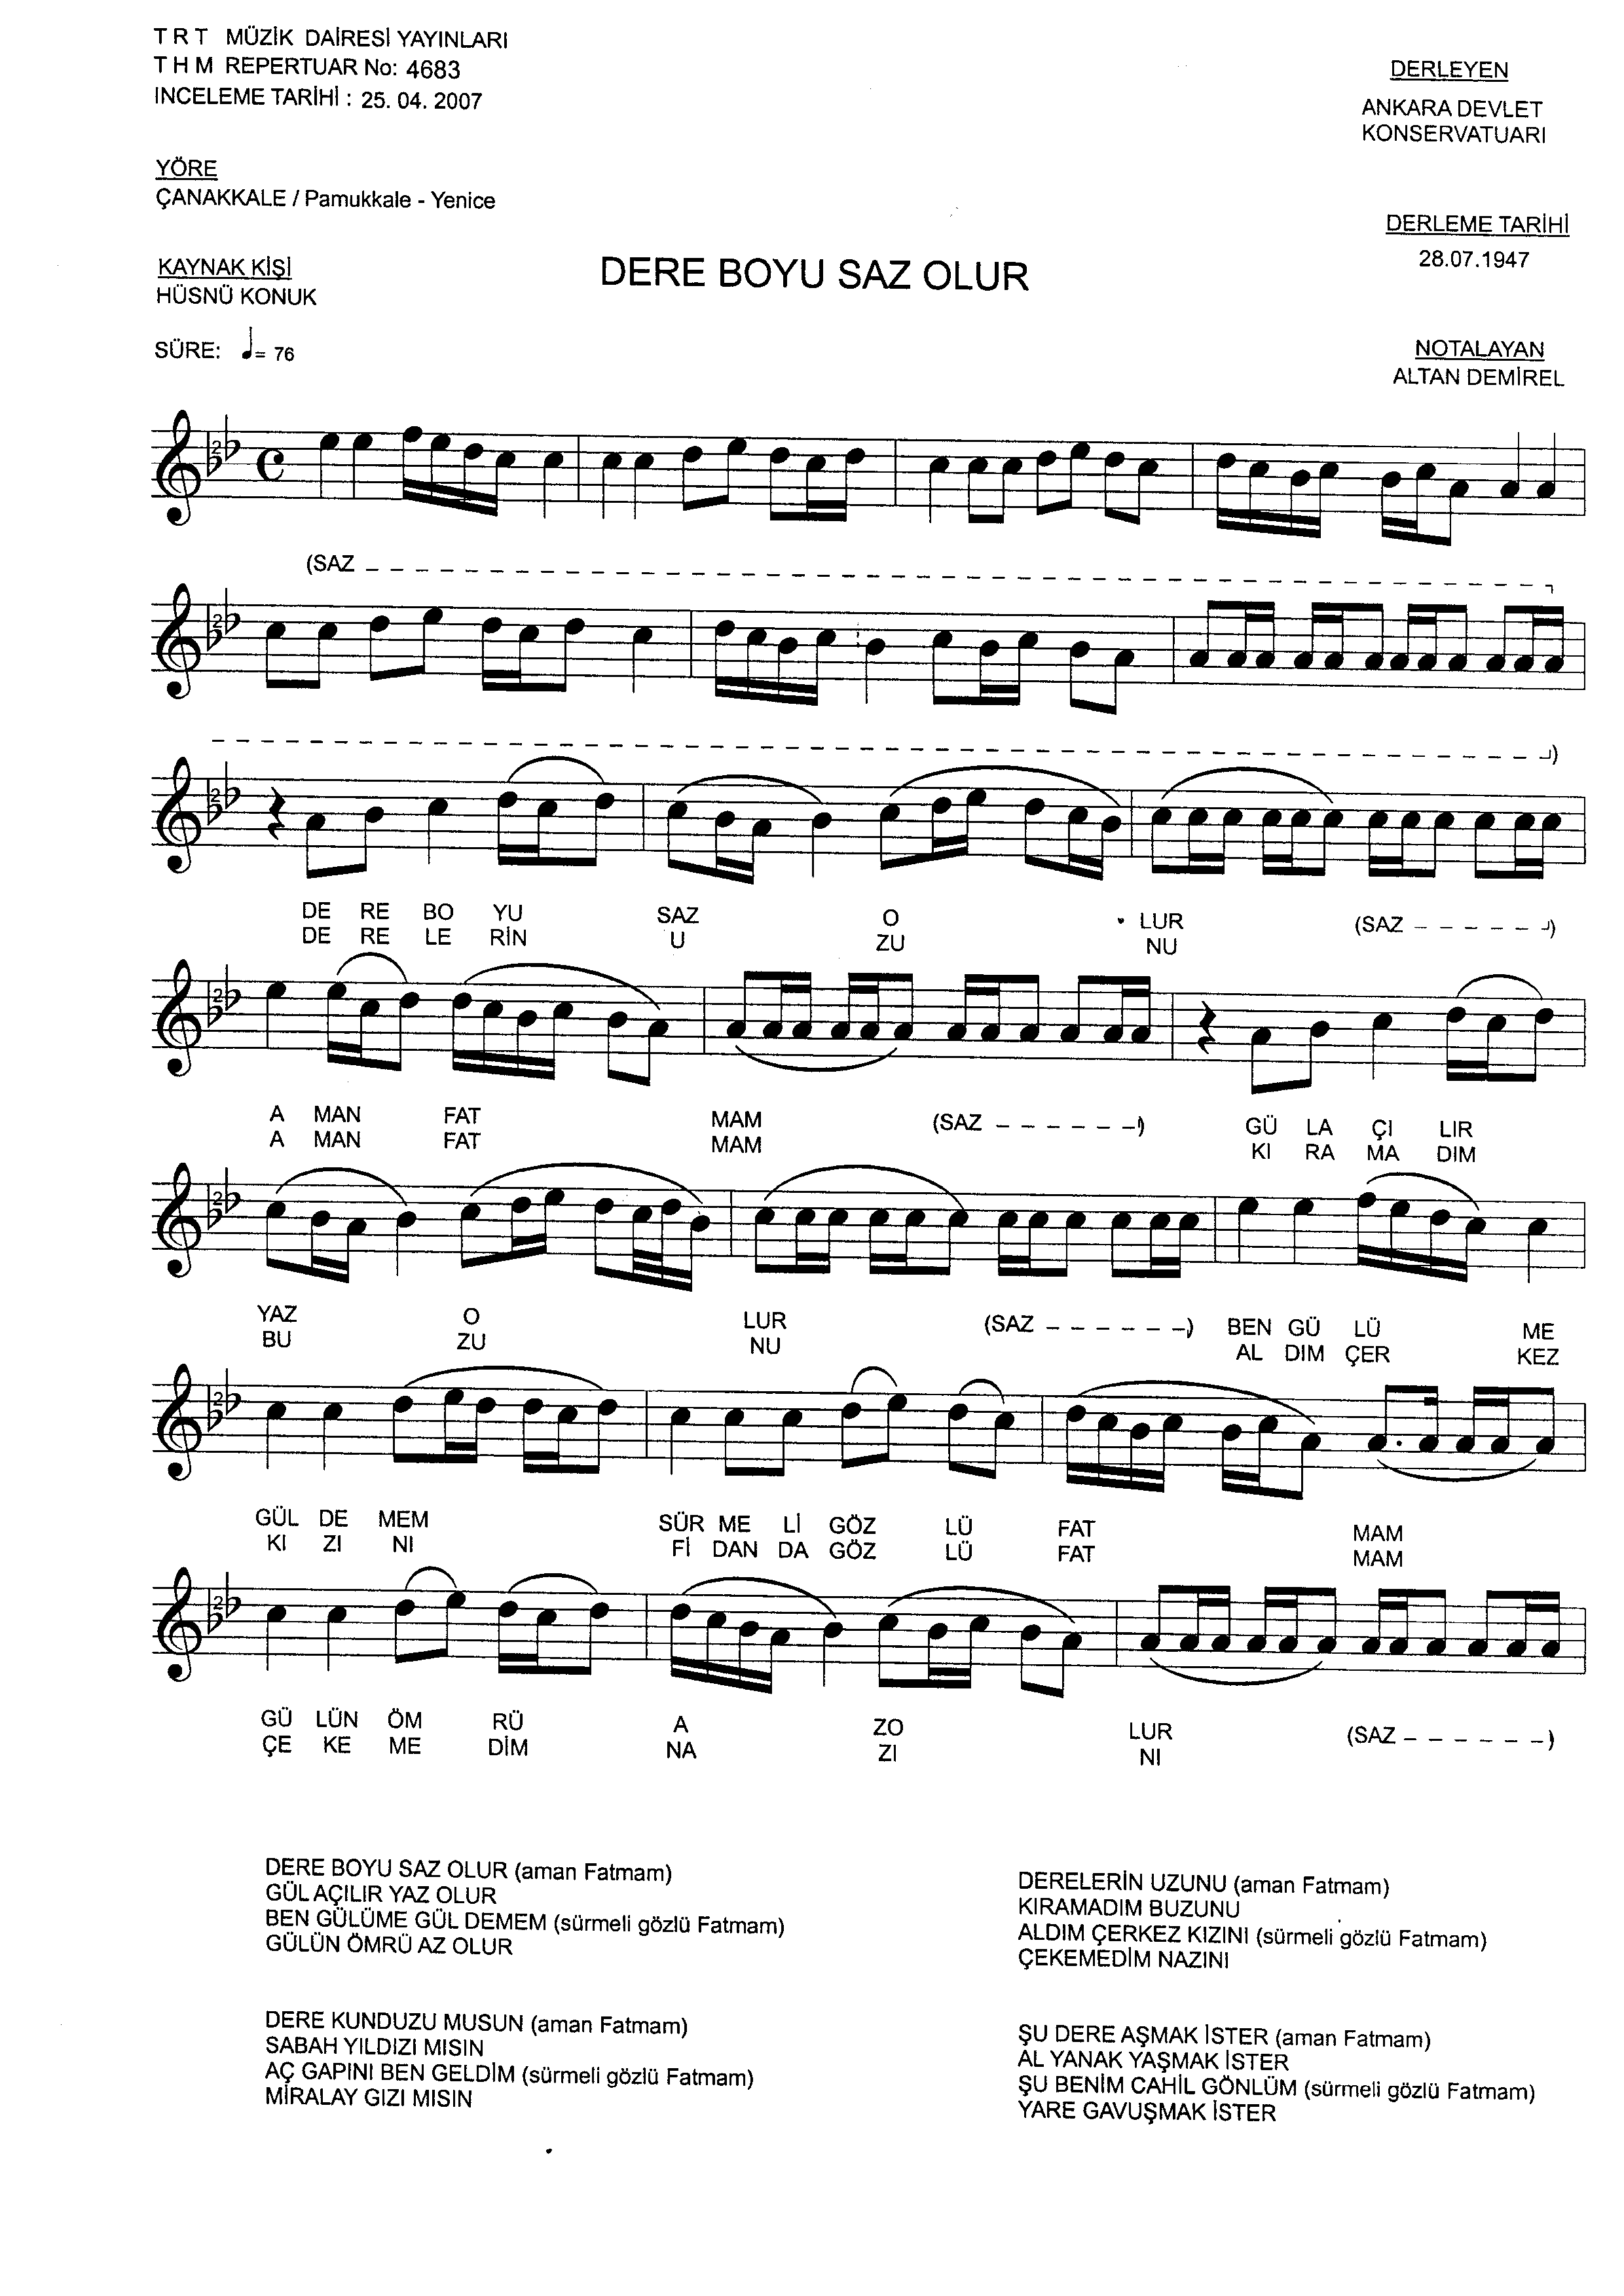 T R T MÜZİK DAİRESİ YAYINLARI
T H M REPERTUAR No: 4683
INCELEME TARİHİ : 25. 04. 2007
DERLEYEN
ANKARA DEVLET
KONSERVATUARI
YÖRE
ÇANAKKALE / Pamukkale - Yenice
DERLEME TARİHİ
28.07.1947
KAYNAK KİŞİ
HÜSNÜ KONUK
DERE BOYU SAZ OLUR
SÜRE: ♩= 76
NOTALAYAN
ALTAN DEMİREL
(SAZ – – – – – –
– – – – – – )
DE RE BO YU SAZ O LUR (SAZ – – – – – –)
DE RE LE RİN U ZU NU
A MAN FAT MAM (SAZ – – – – – –) GÜ LA ÇI LIR
A MAN FAT MAM KI RA MA DIM
YAZ O LUR (SAZ – – – – – –) BEN GÜ LÜ ME
BU ZU NU AL DIM ÇER KEZ
GÜL DE MEM SÜR ME Lİ GÖZ LÜ FAT MAM
KI ZI NI Fİ DAN DA GÖZ LÜ FAT MAM
GÜ LÜN ÖM RÜ A ZO LUR (SAZ – – – – – –)
ÇE KE ME DİM NA ZI NI
DERE BOYU SAZ OLUR (aman Fatmam)
GÜL AÇILIR YAZ OLUR
BEN GÜLÜME GÜL DEMEM (sürmeli gözlü Fatmam)
GÜLÜN ÖMRÜ AZ OLUR
DERELERİN UZUNU (aman Fatmam)
KIRAMADIM BUZUNU
ALDIM ÇERKEZ KIZINI (sürmeli gözlü Fatmam)
ÇEKEMEDİM NAZINI
DERE KUNDUZU MUSUN (aman Fatmam)
SABAH YILDIZI MISIN
AÇ GAPINI BEN GELDİM (sürmeli gözlü Fatmam)
MİRALAY GIZI MISIN
ŞU DERE AŞMAK İSTER (aman Fatmam)
AL YANAK YAŞMAK İSTER
ŞU BENİM CAHİL GÖNLÜM (sürmeli gözlü Fatmam)
YARE GAVUŞMAK İSTER